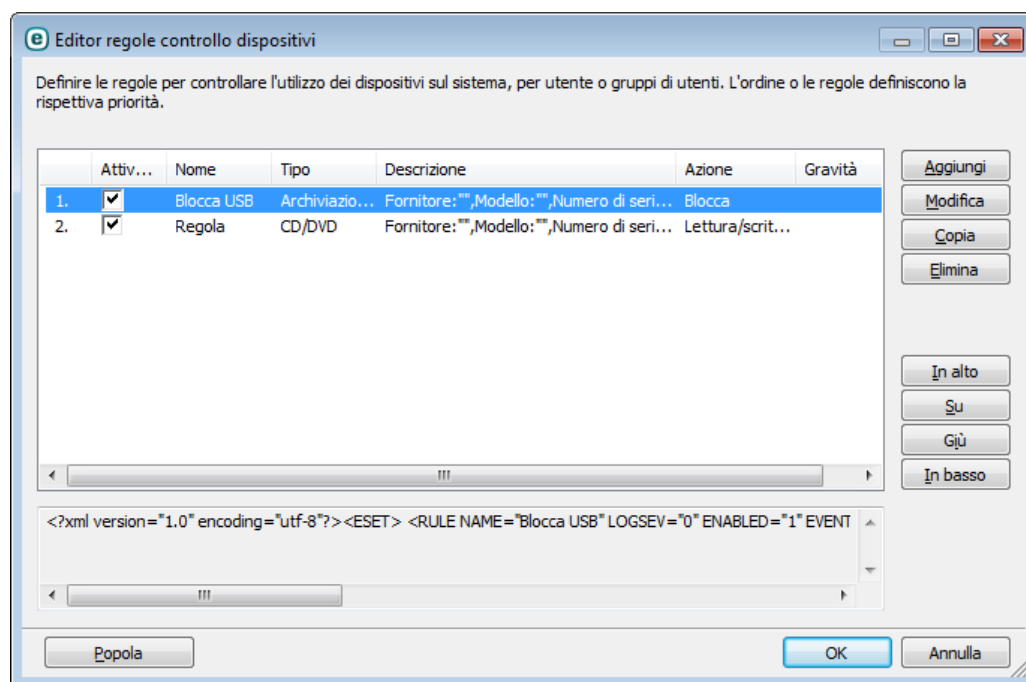 e Editor regole controllo dispositivi
Definire le regole per controllare l'utilizzo dei dispositivi sul sistema, per utente o gruppi di utenti. L'ordine o le regole definiscono la
rispettiva priorità.
Attiv... Nome Tipo Descrizione Azione Gravità
1. Blocca USB Archiviazio... Fornitore:"",Modello:"",Numero di seri... Blocca
2. Regola CD/DVD Fornitore:"",Modello:"",Numero di seri... Lettura/scrit...
Aggiungi
Modifica
Copia
Elimina
In alto
Su
Giù
In basso
<?xml version="1.0" encoding="utf-8"?><ESET> <RULE NAME="Blocca USB" LOGSEV="0" ENABLED="1" EVENT
Popola OK Annulla